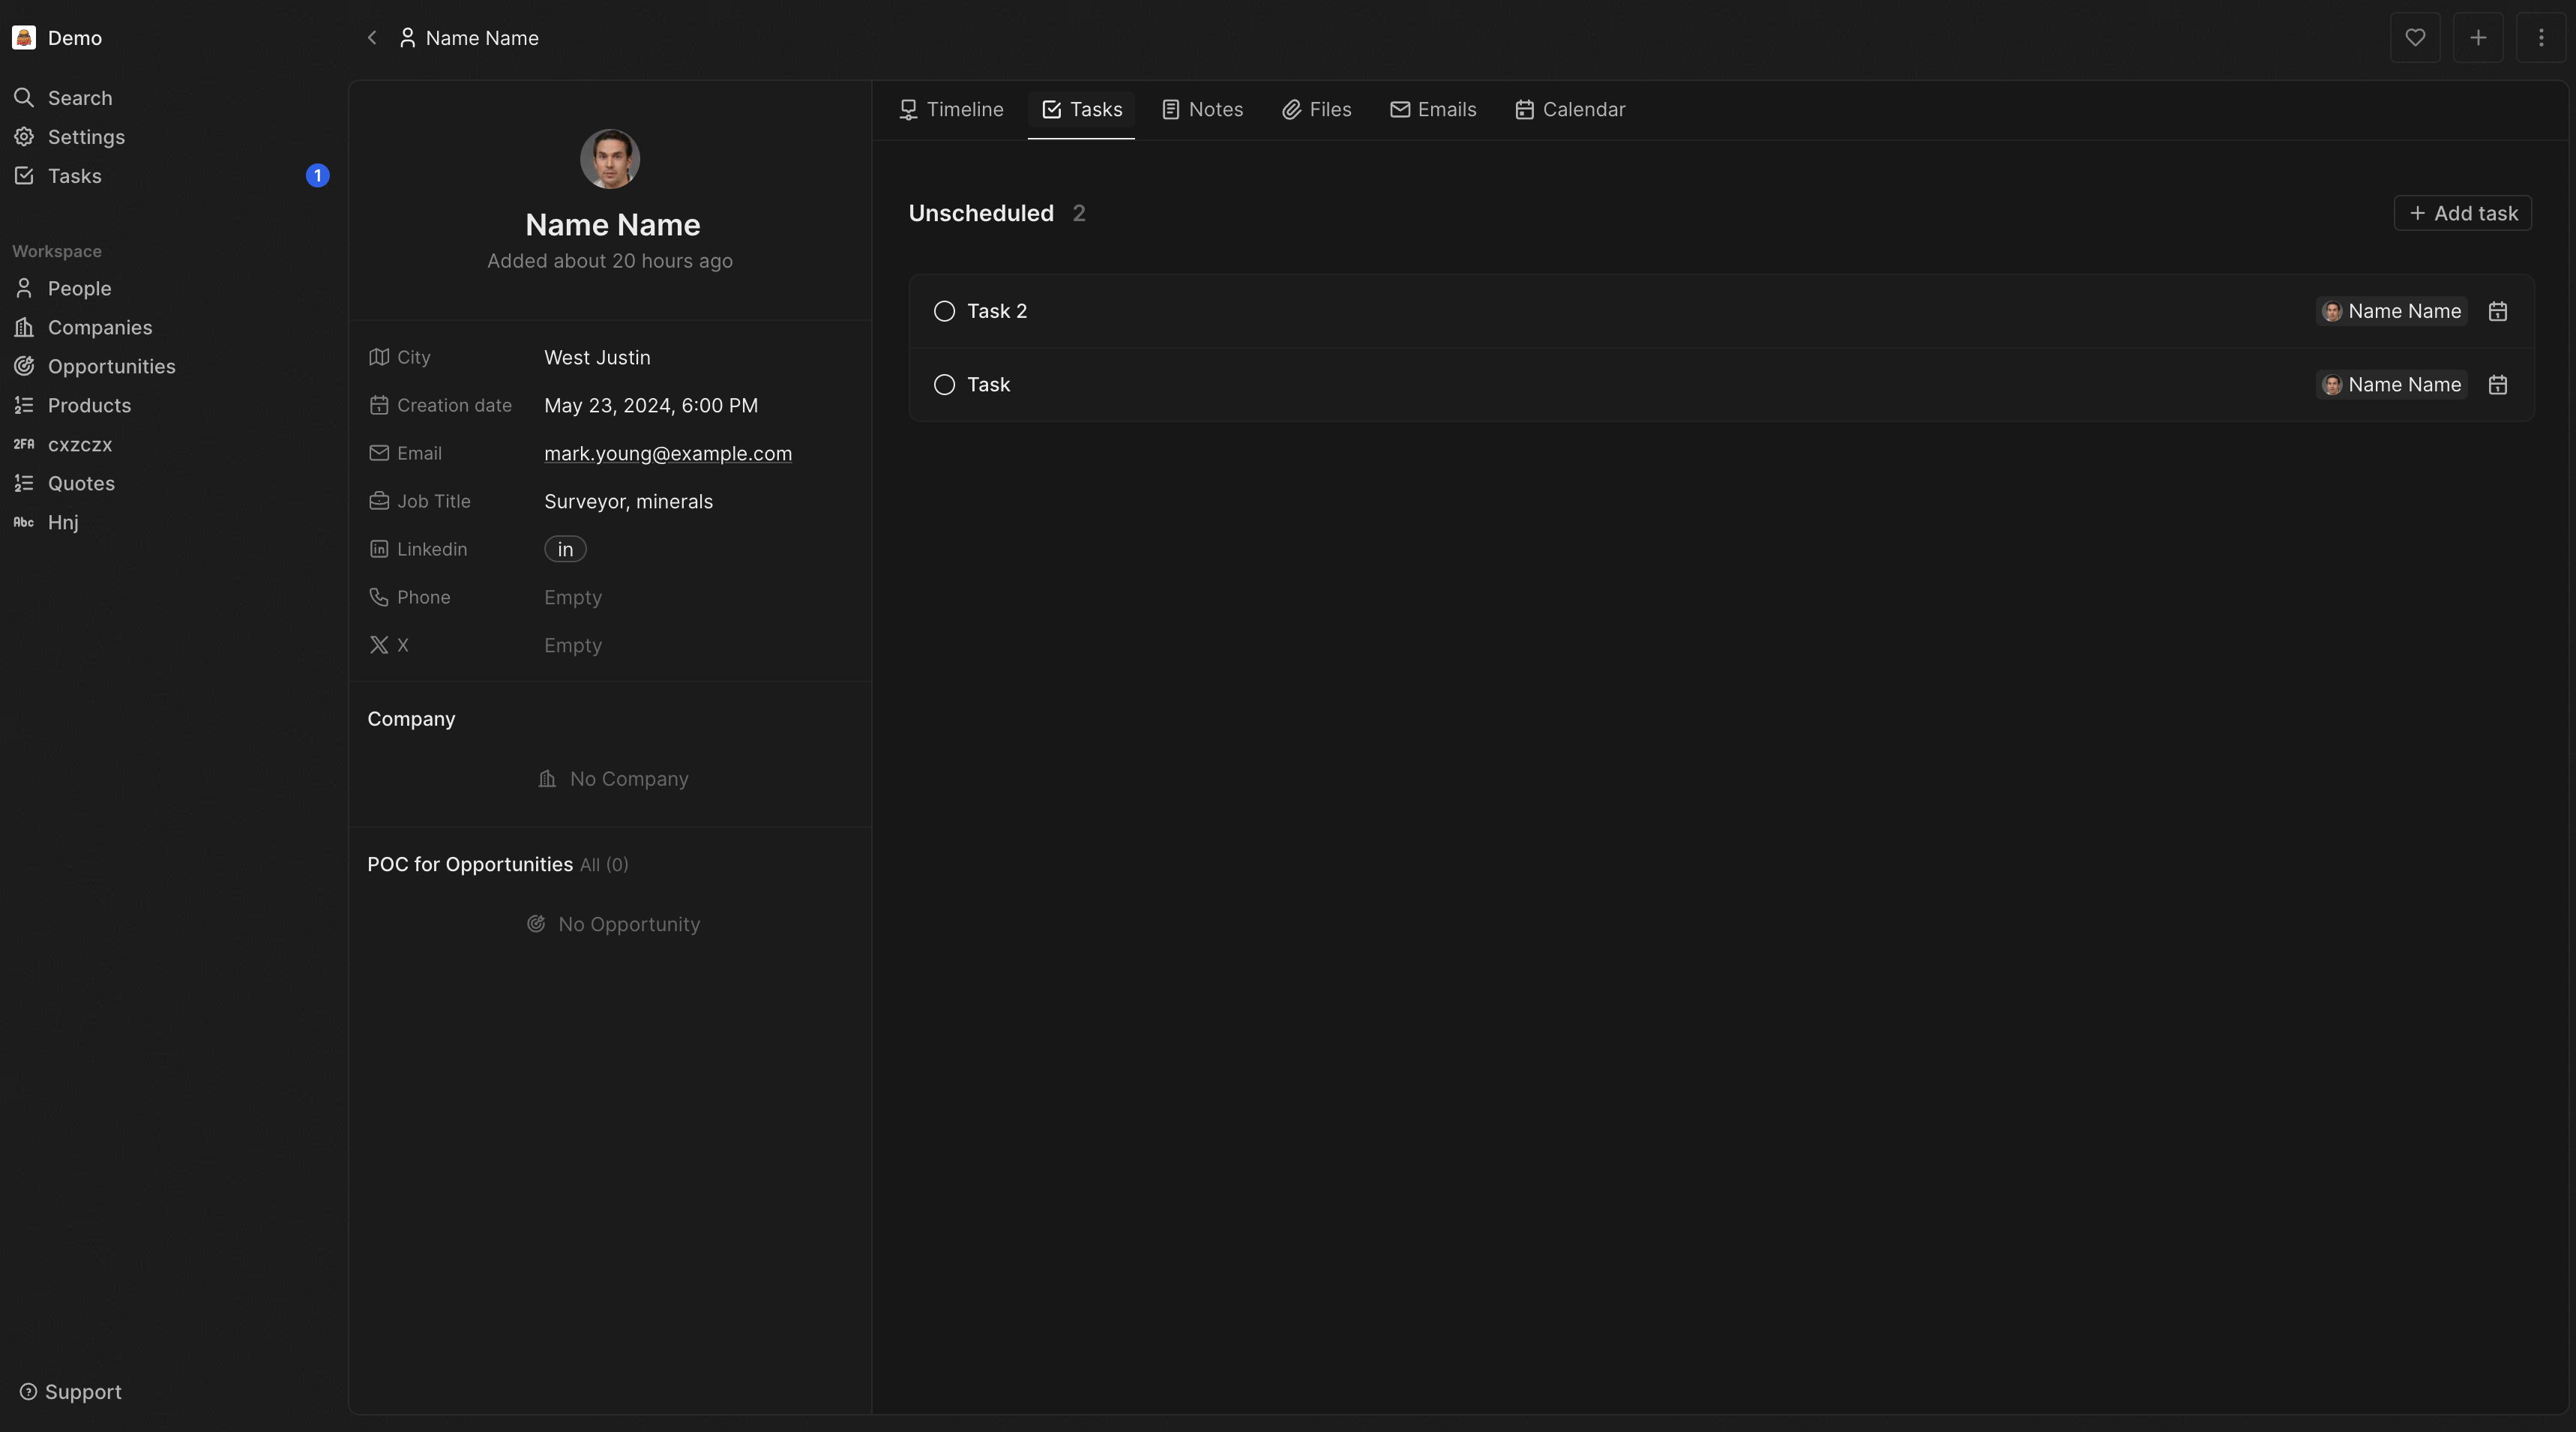 Demo
Search
Settings
Tasks 1
Workspace
People
Companies
Opportunities
Products
2FA cxzczx
Quotes
Abc Hnj
Support
Name Name
Name Name
Added about 20 hours ago
City West Justin
Creation date May 23, 2024, 6:00 PM
Email mark.young@example.com
Job Title Surveyor, minerals
Linkedin in
Phone Empty
X Empty
Company
No Company
POC for Opportunities All (0)
No Opportunity
Timeline Tasks Notes Files Emails Calendar
Unscheduled 2 + Add task
Task 2 Name Name
Task Name Name